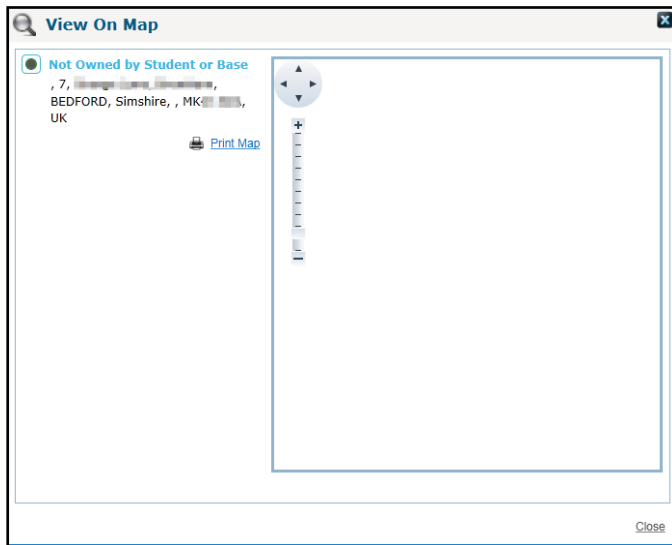 View On Map
Not Owned by Student or Base
, 7,
BEDFORD, Simshire, , MK
UK
Print Map
Close